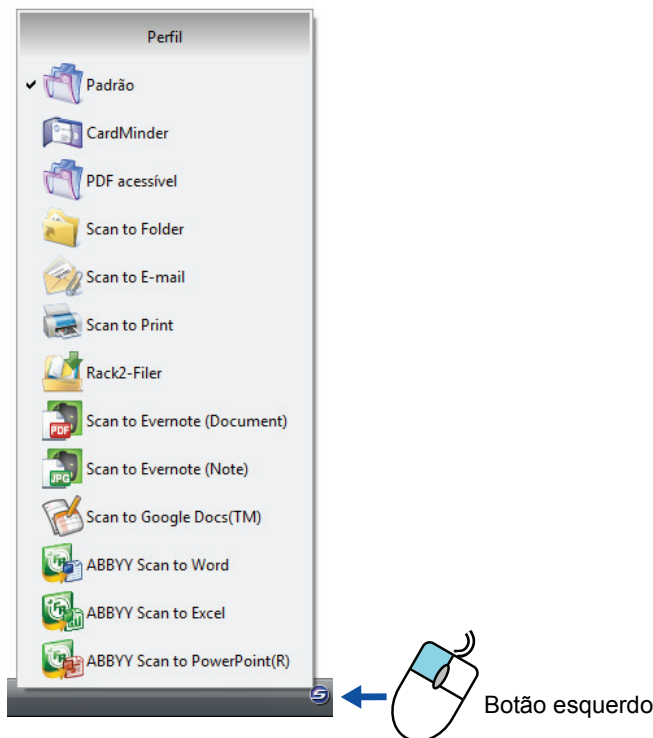 Perfil
Padrão
CardMinder
PDF acessível
Scan to Folder
Scan to E-mail
Scan to Print
Rack2-Filer
PDF
Scan to Evernote (Document)
JPG
Scan to Evernote (Note)
Scan to Google Docs(TM)
ABBYY Scan to Word
ABBYY Scan to Excel
ABBYY Scan to PowerPoint(R)
Botão esquerdo